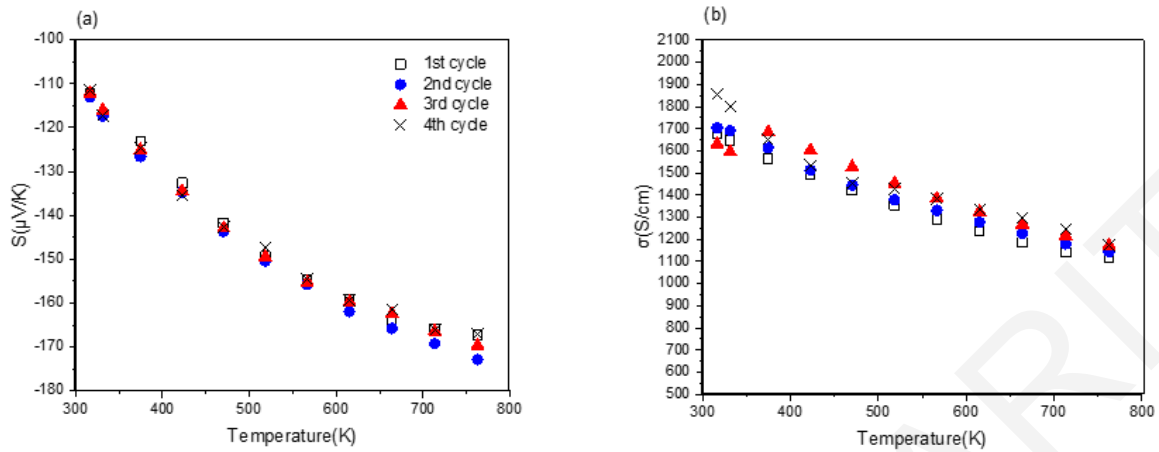 (a)
-100
-110
-120
-130
-140
-150
-160
-170
-180
S(µV/K)
300 400 500 600 700 800
Temperature(K)
1st cycle
2nd cycle
3rd cycle
4th cycle
(b)
2100
2000
1900
1800
1700
1600
1500
1400
1300
1200
1100
1000
900
800
700
600
500
σ(S/cm)
300 400 500 600 700 800
Temperature(K)
ARIT